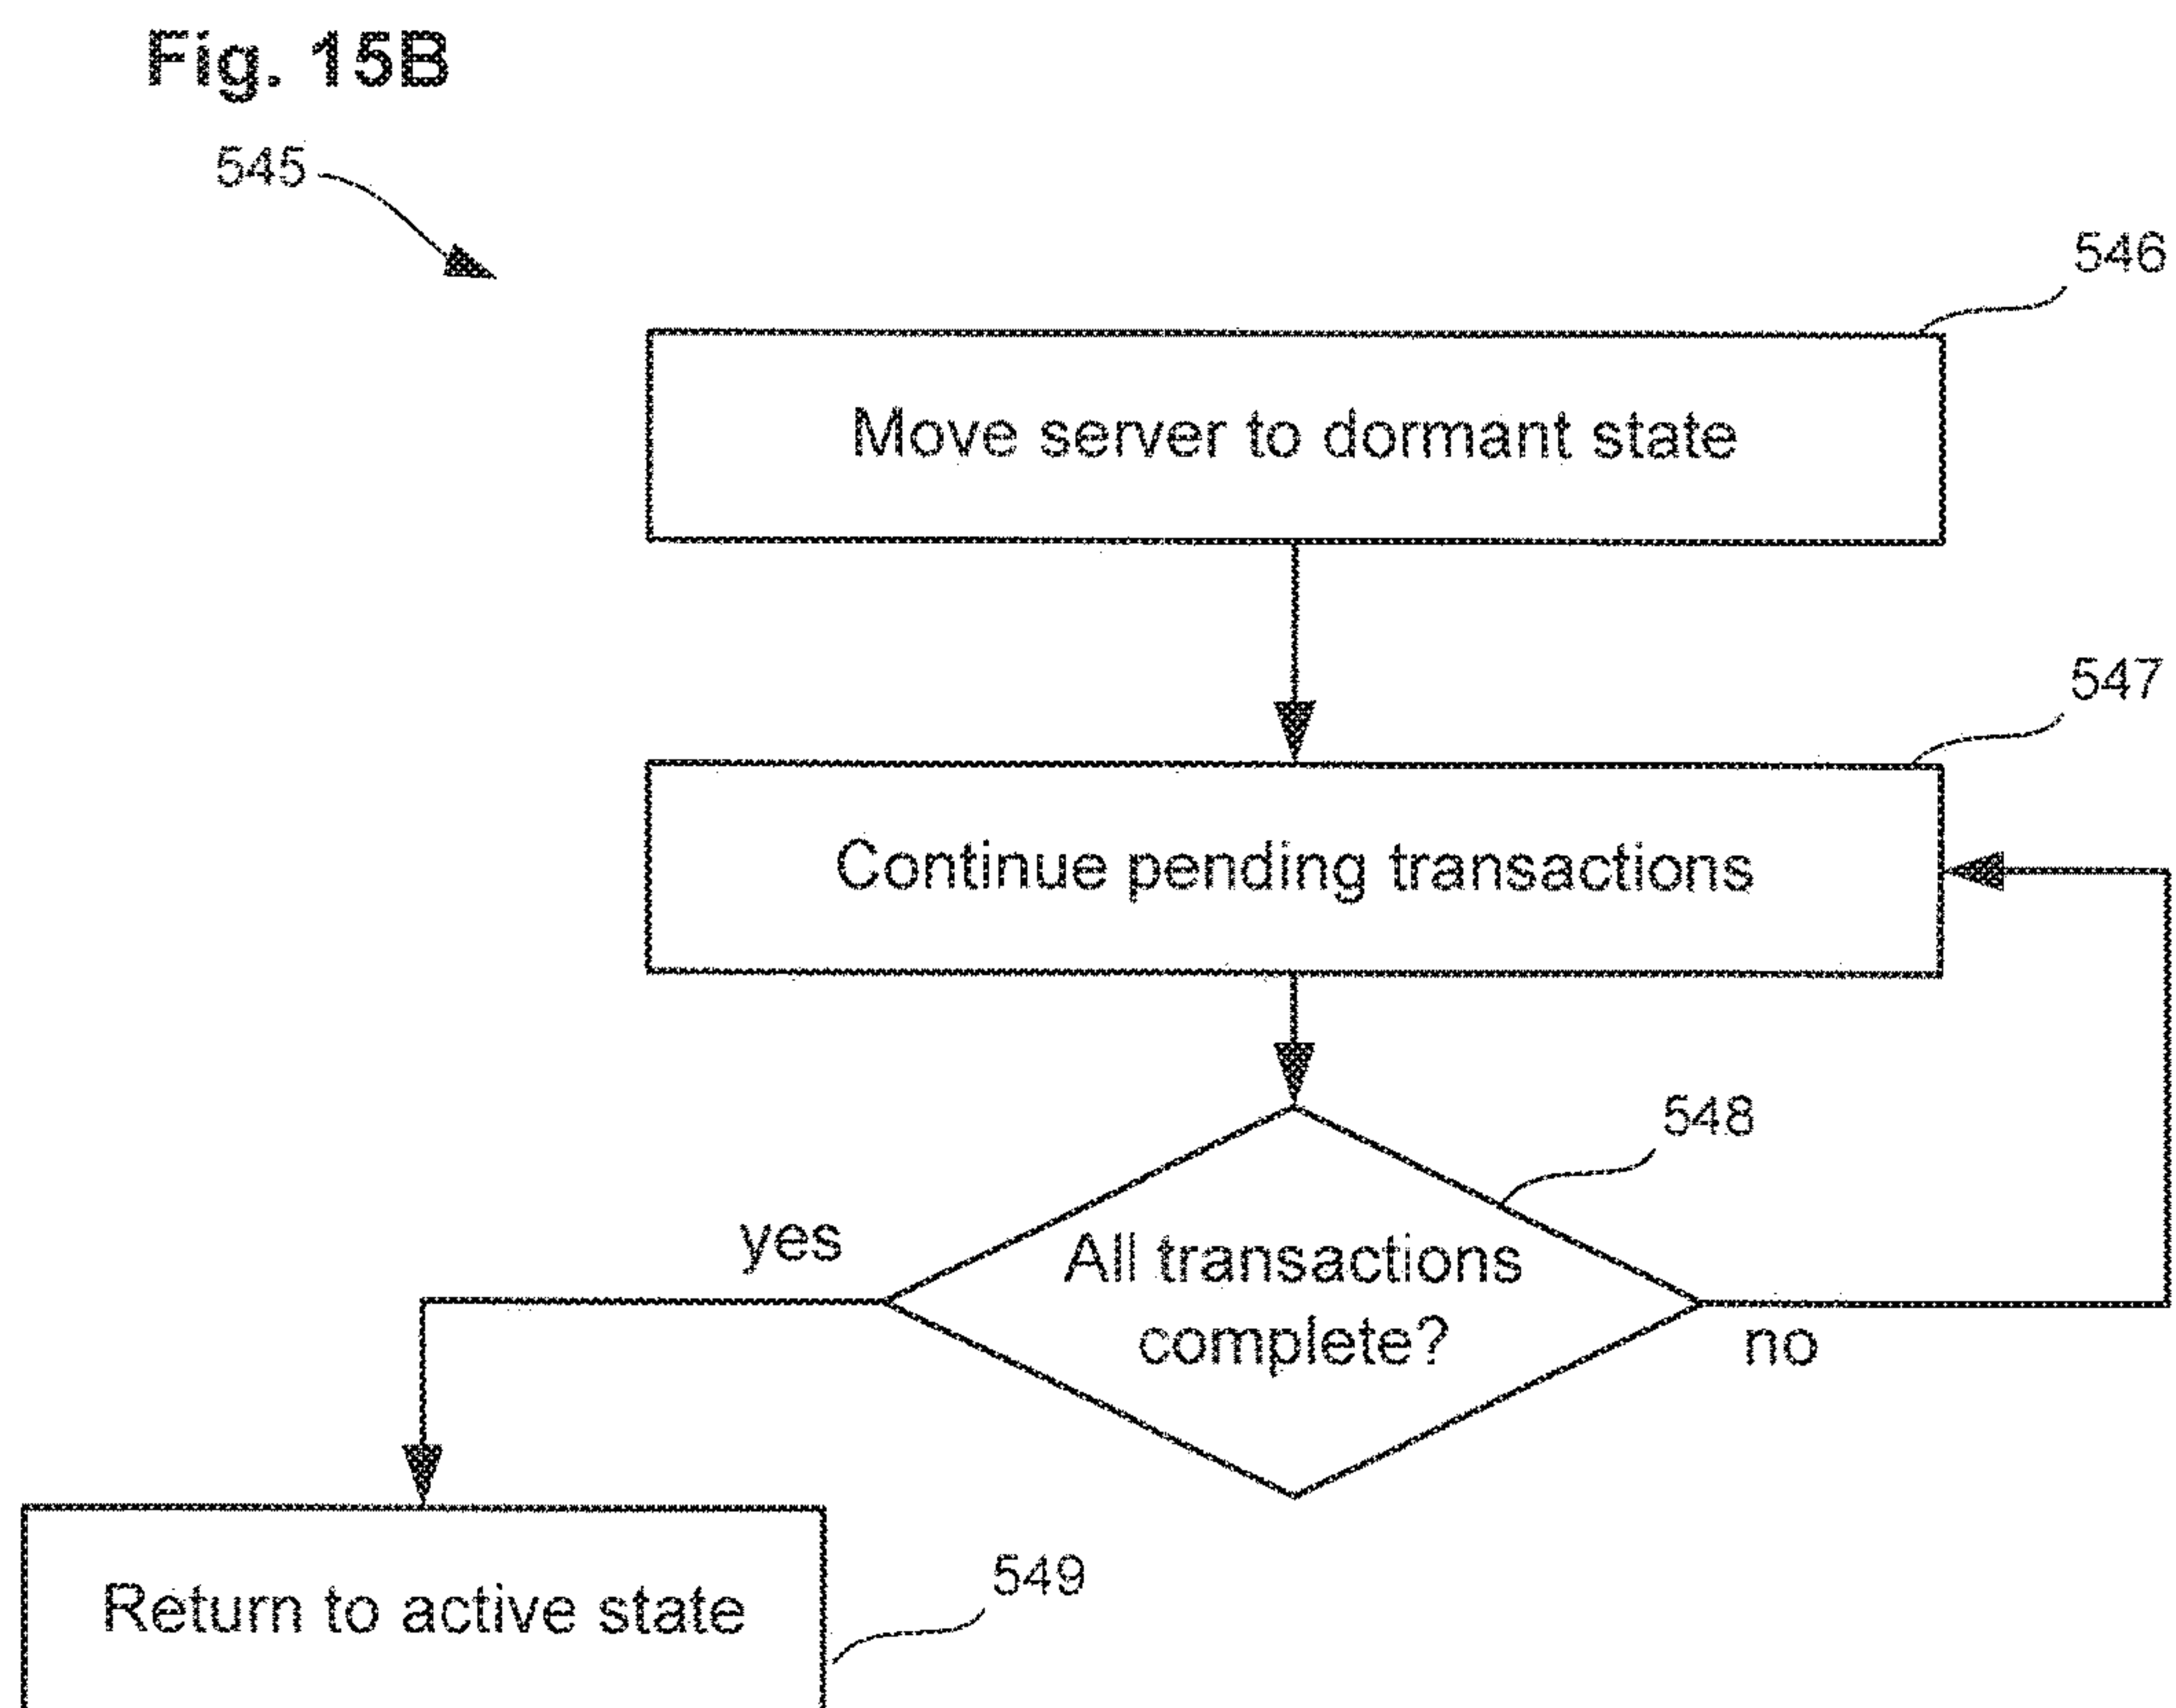 Fig. 15B
545
546
Move server to dormant state
547
Continue pending transactions
548
yes
All transactions
complete?
no
549
Return to active state